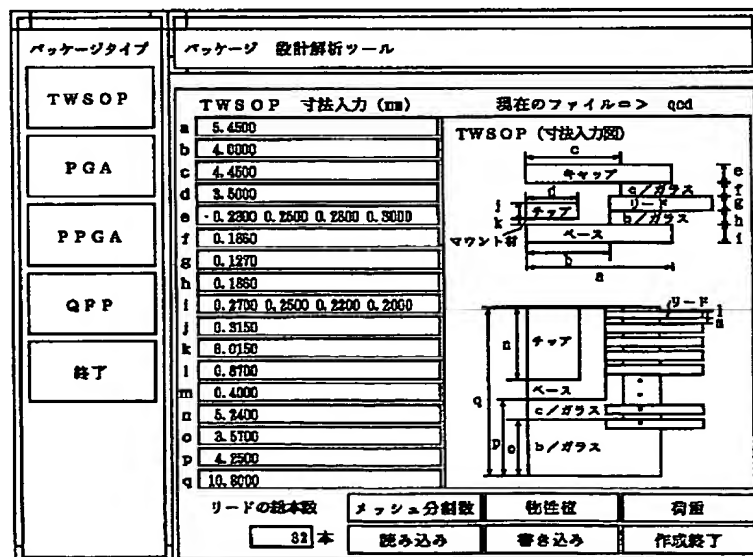 パッケージタイプ
TWSOP
PGA
PPGA
QFP
終了
パッケージ 設計解析ツール
TWSOP 寸法入力 (mm) 現在のファイル=> qcd
a 5.4500
b 4.0000
c 4.4500
d 3.5000
e 0.2300 0.2500 0.2800 0.3000
f 0.1860
g 0.1270
h 0.1860
i 0.2700 0.2500 0.2200 0.2000
j 0.3150
k 0.0150
l 0.8700
m 0.4000
n 5.2400
o 3.5700
p 4.2500
q 10.8000
TWSOP (寸法入力図)
c
キャップ
e
d
c/ガラス
f
j
チップ
リード
g
k
b/ガラス
h
マウント材
ベース
i
b
a
リード
l
m
n
チップ
q
ベース
c/ガラス
p
o
b/ガラス
リードの総本数
32 本
メッシュ分割数 物性値 荷重
読み込み 書き込み 作成終了